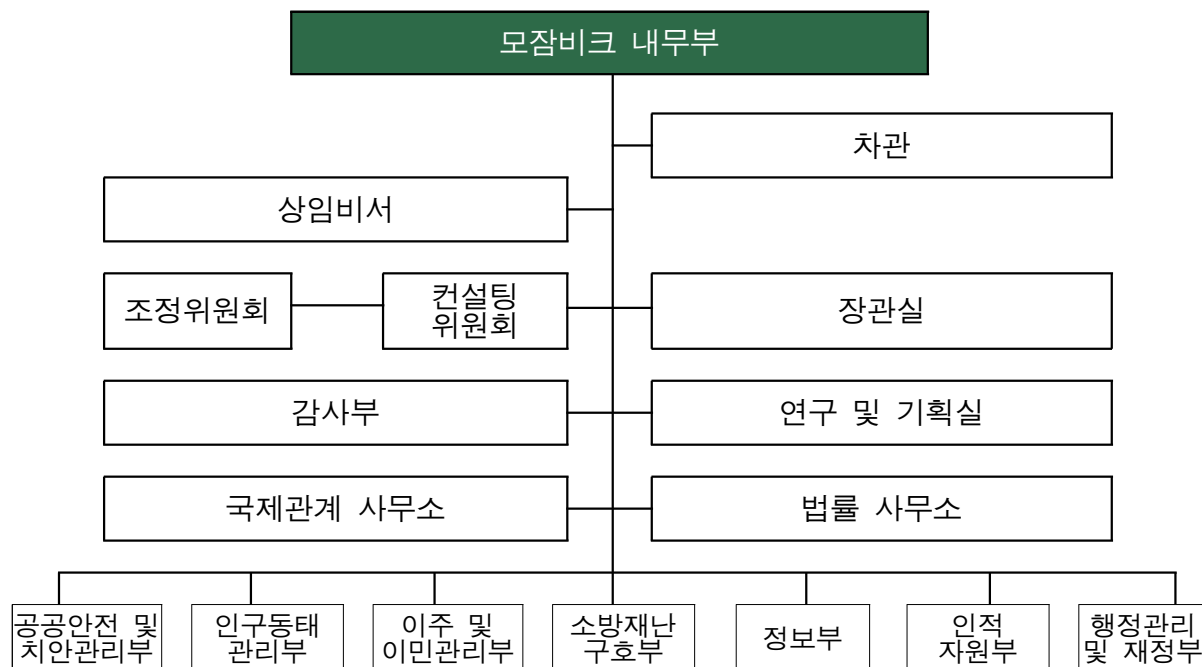 모잠비크 내무부
차관
상임비서
조정위원회
컨설팅
위원회
장관실
감사부
연구 및 기획실
국제관계 사무소
법률 사무소
공공안전 및
치안관리부
인구동태
관리부
이주 및
이민관리부
소방재난
구호부
정보부
인적
자원부
행정관리
및 재정부